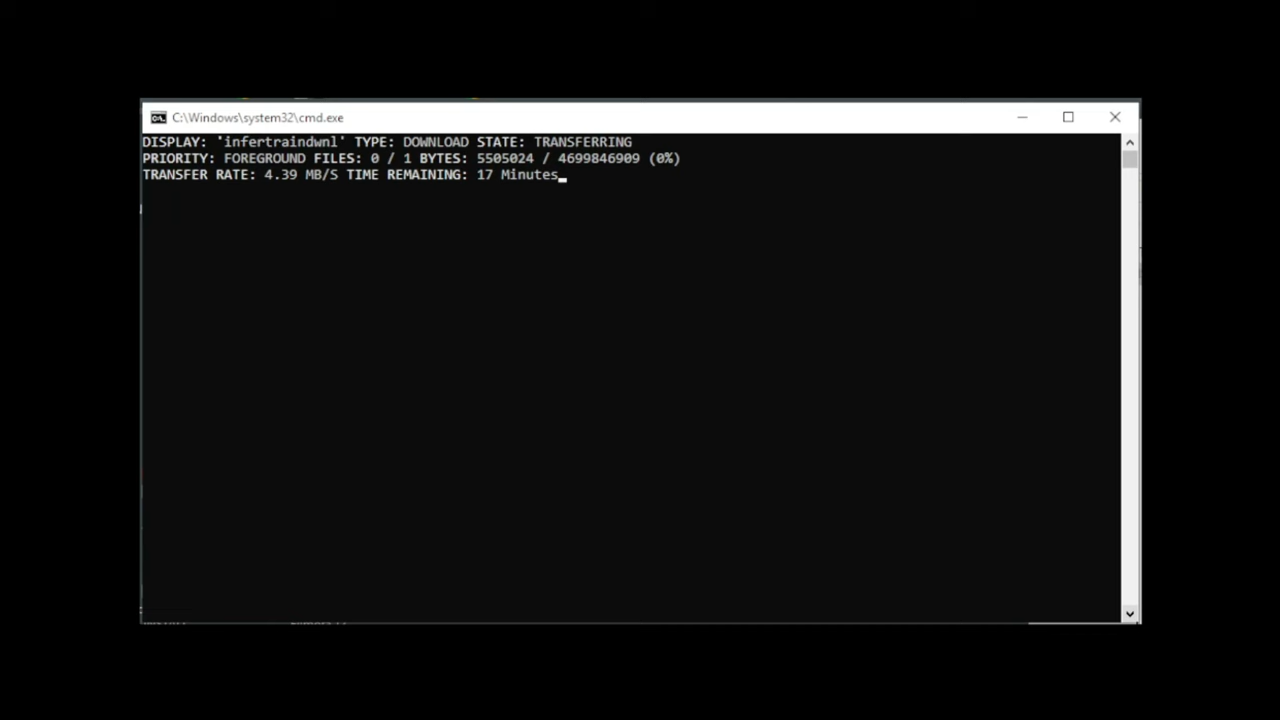 C:\Windows\system32\cmd.exe
DISPLAY: 'infertraindwnl' TYPE: DOWNLOAD STATE: TRANSFERRING
PRIORITY: FOREGROUND FILES: 0 / 1 BYTES: 5505024 / 4699846909 (0%)
TRANSFER RATE: 4.39 MB/S TIME REMAINING: 17 Minutes